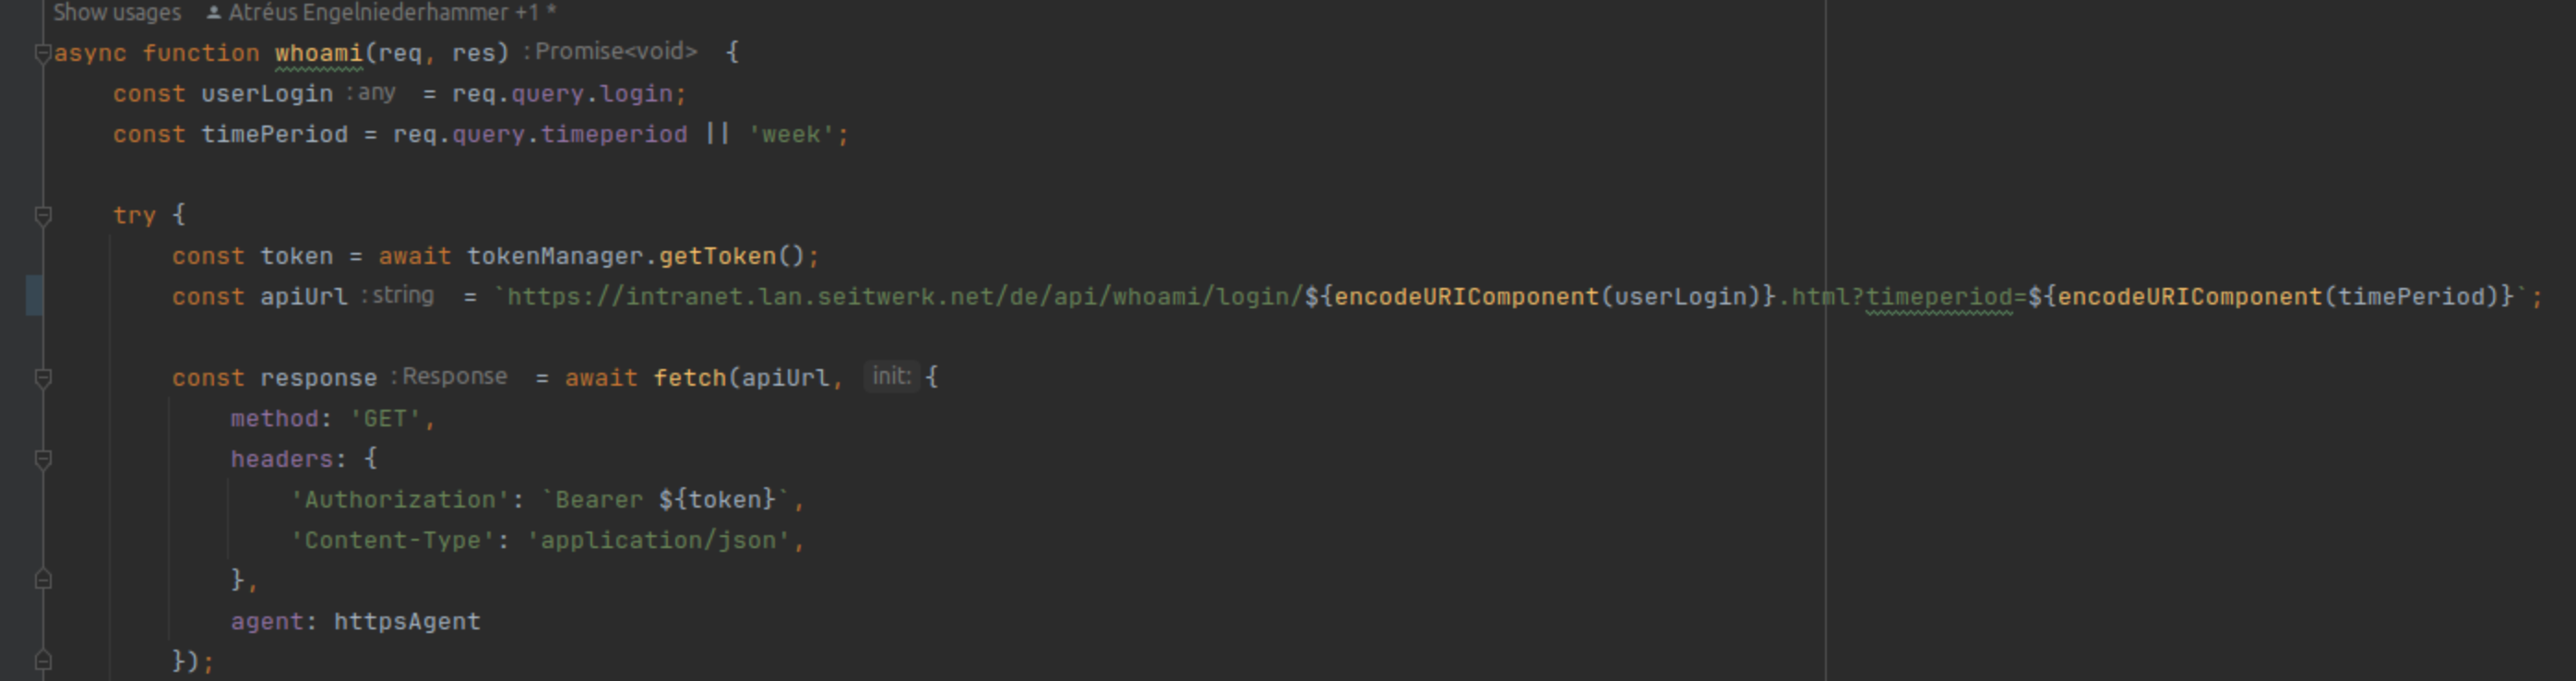 Show usages Atréus Engelniederhammer +1 *
async function whoami(req, res) : Promise<void> {
const userLogin : any = req.query.login;
const timePeriod = req.query.timeperiod || 'week';
try {
const token = await tokenManager.getToken();
const apiUrl : string = `https://intranet.lan.seitwerk.net/de/api/whoami/login/${encodeURIComponent(userLogin)}.html?timeperiod=${encodeURIComponent(timePeriod)}`;
const response : Response = await fetch(apiUrl, init: {
method: 'GET',
headers: {
'Authorization': `Bearer ${token}`,
'Content-Type': 'application/json',
},
agent: httpsAgent
});